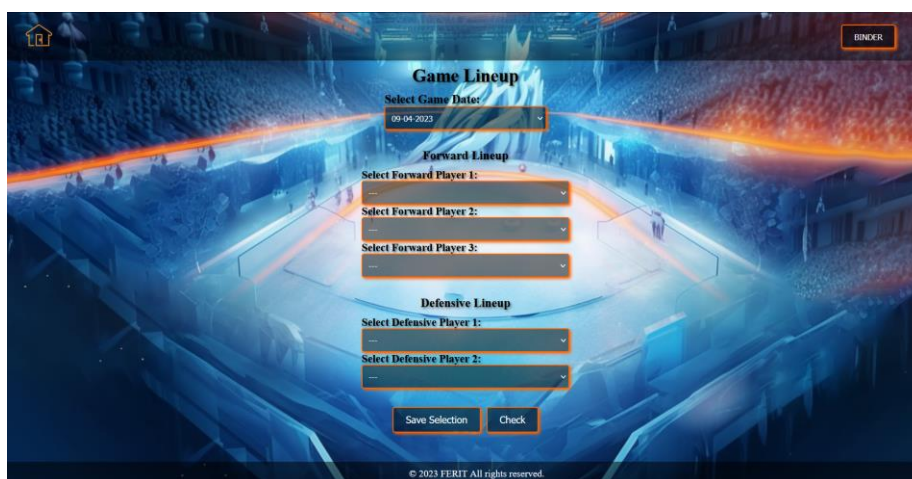 BINDER
Game Lineup
Select Game Date:
09-04-2023
Forward Lineup
Select Forward Player 1:
---
Select Forward Player 2:
---
Select Forward Player 3:
---
Defensive Lineup
Select Defensive Player 1:
---
Select Defensive Player 2:
---
Save Selection Check
© 2023 FERIT All rights reserved.